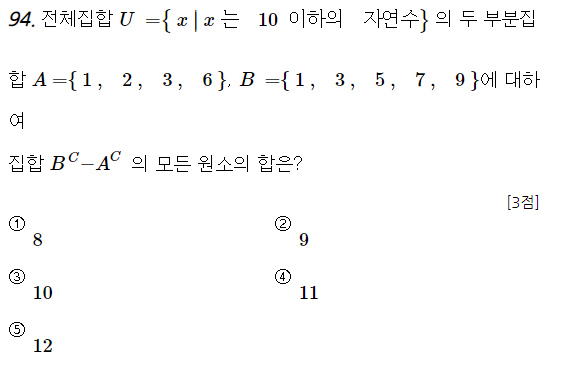 94. 전체집합 U ={ x | x 는 10 이하의 자연수} 의 두 부분집
합 A ={ 1 , 2 , 3 , 6 }, B ={ 1 , 3 , 5 , 7 , 9 }에 대하
여
집합 B^C − A^C 의 모든 원소의 합은?
[3점]
① 8 ② 9
③ 10 ④ 11
⑤ 12